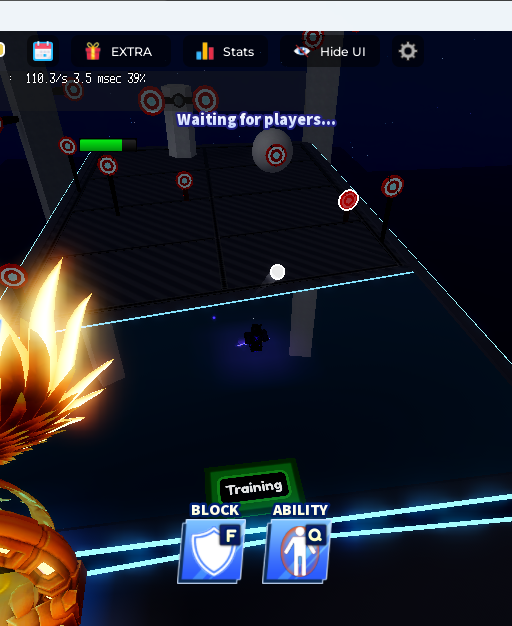 EXTRA
Stats
Hide UI
: 110.3/s 3.5 msec 39%
Waiting for players...
Training
BLOCK
ABILITY
F
Q